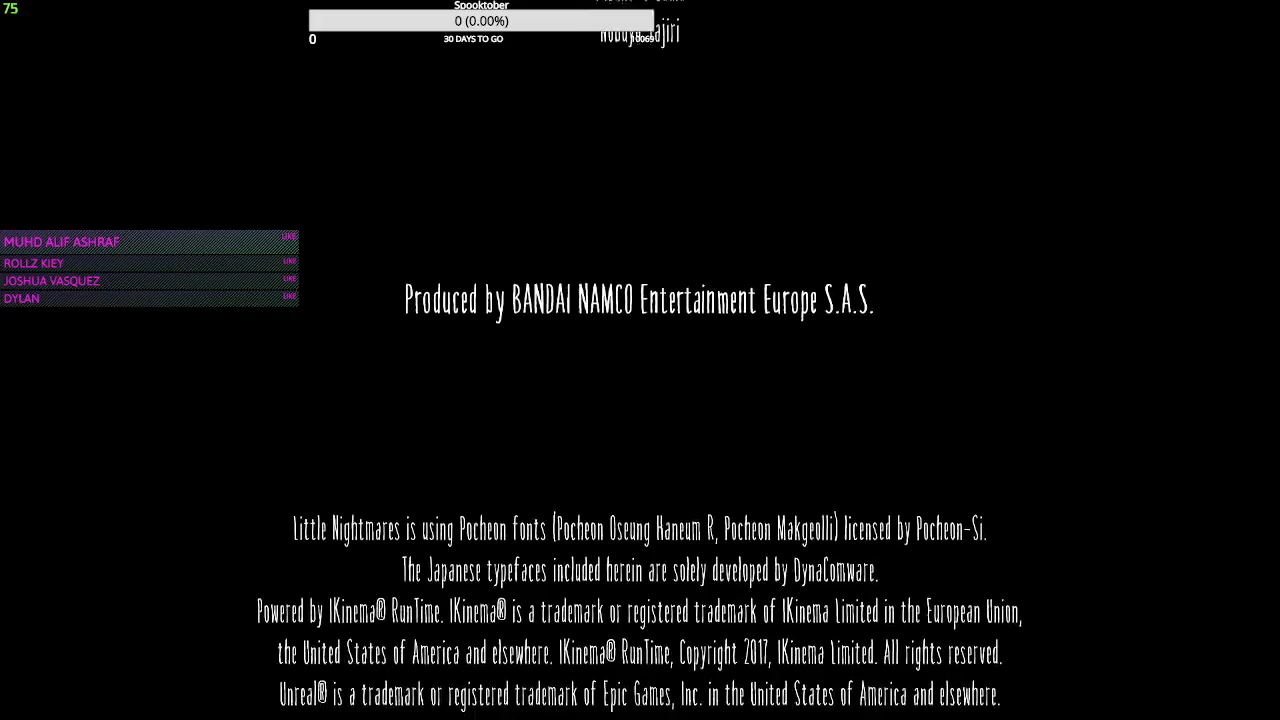 75
Spooktober
0 (0.00%)
0
30 DAYS TO GO
MUHD ALIF ASHRAF LIKE
ROLLZ KIEY LIKE
JOSHUA VASQUEZ LIKE
DYLAN LIKE
Produced by BANDAI NAMCO Entertainment Europe S.A.S.
Little Nightmares is using Pocheon fonts (Pocheon Oseung Haneum R, Pocheon Makgeolli) licensed by Pocheon-Si.
The Japanese typefaces included herein are solely developed by DynaComware.
Powered by IKinema® RunTime. IKinema® is a trademark or registered trademark of IKinema Limited in the European Union,
the United States of America and elsewhere. IKinema® RunTime, Copyright 2017, IKinema Limited. All rights reserved.
Unreal® is a trademark or registered trademark of Epic Games, Inc. in the United States of America and elsewhere.